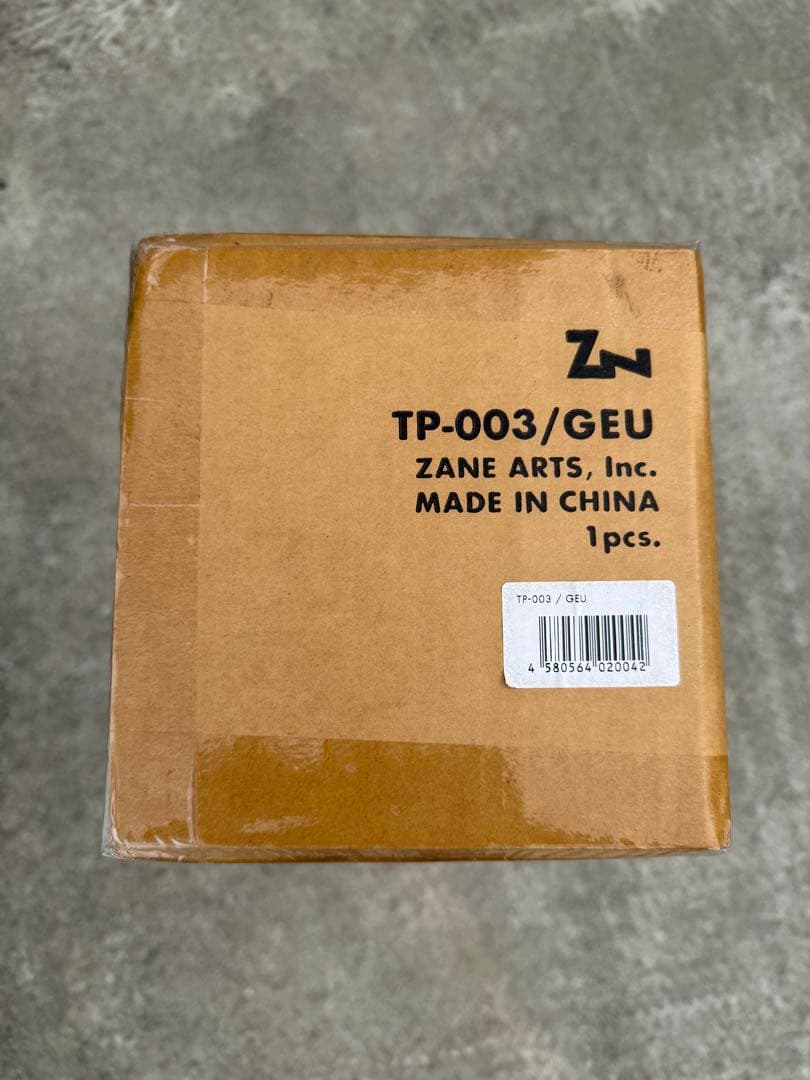 ZN
TP-003/GEU
ZANE ARTS, Inc.
MADE IN CHINA
1pcs.
TP-003 / GEU
4 580564 020042